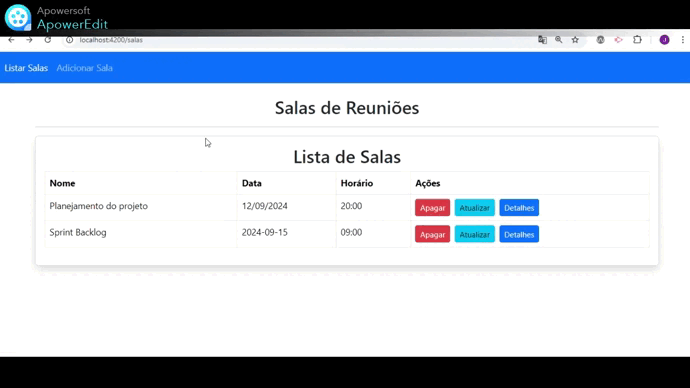 Apowersoft
ApowerEdit
localhost:4200/salas
Listar Salas Adicionar Sala
Salas de Reuniões
Lista de Salas
Nome Data Horário Ações
Planejamento do projeto 12/09/2024 20:00 Apagar Atualizar Detalhes
Sprint Backlog 2024-09-15 09:00 Apagar Atualizar Detalhes